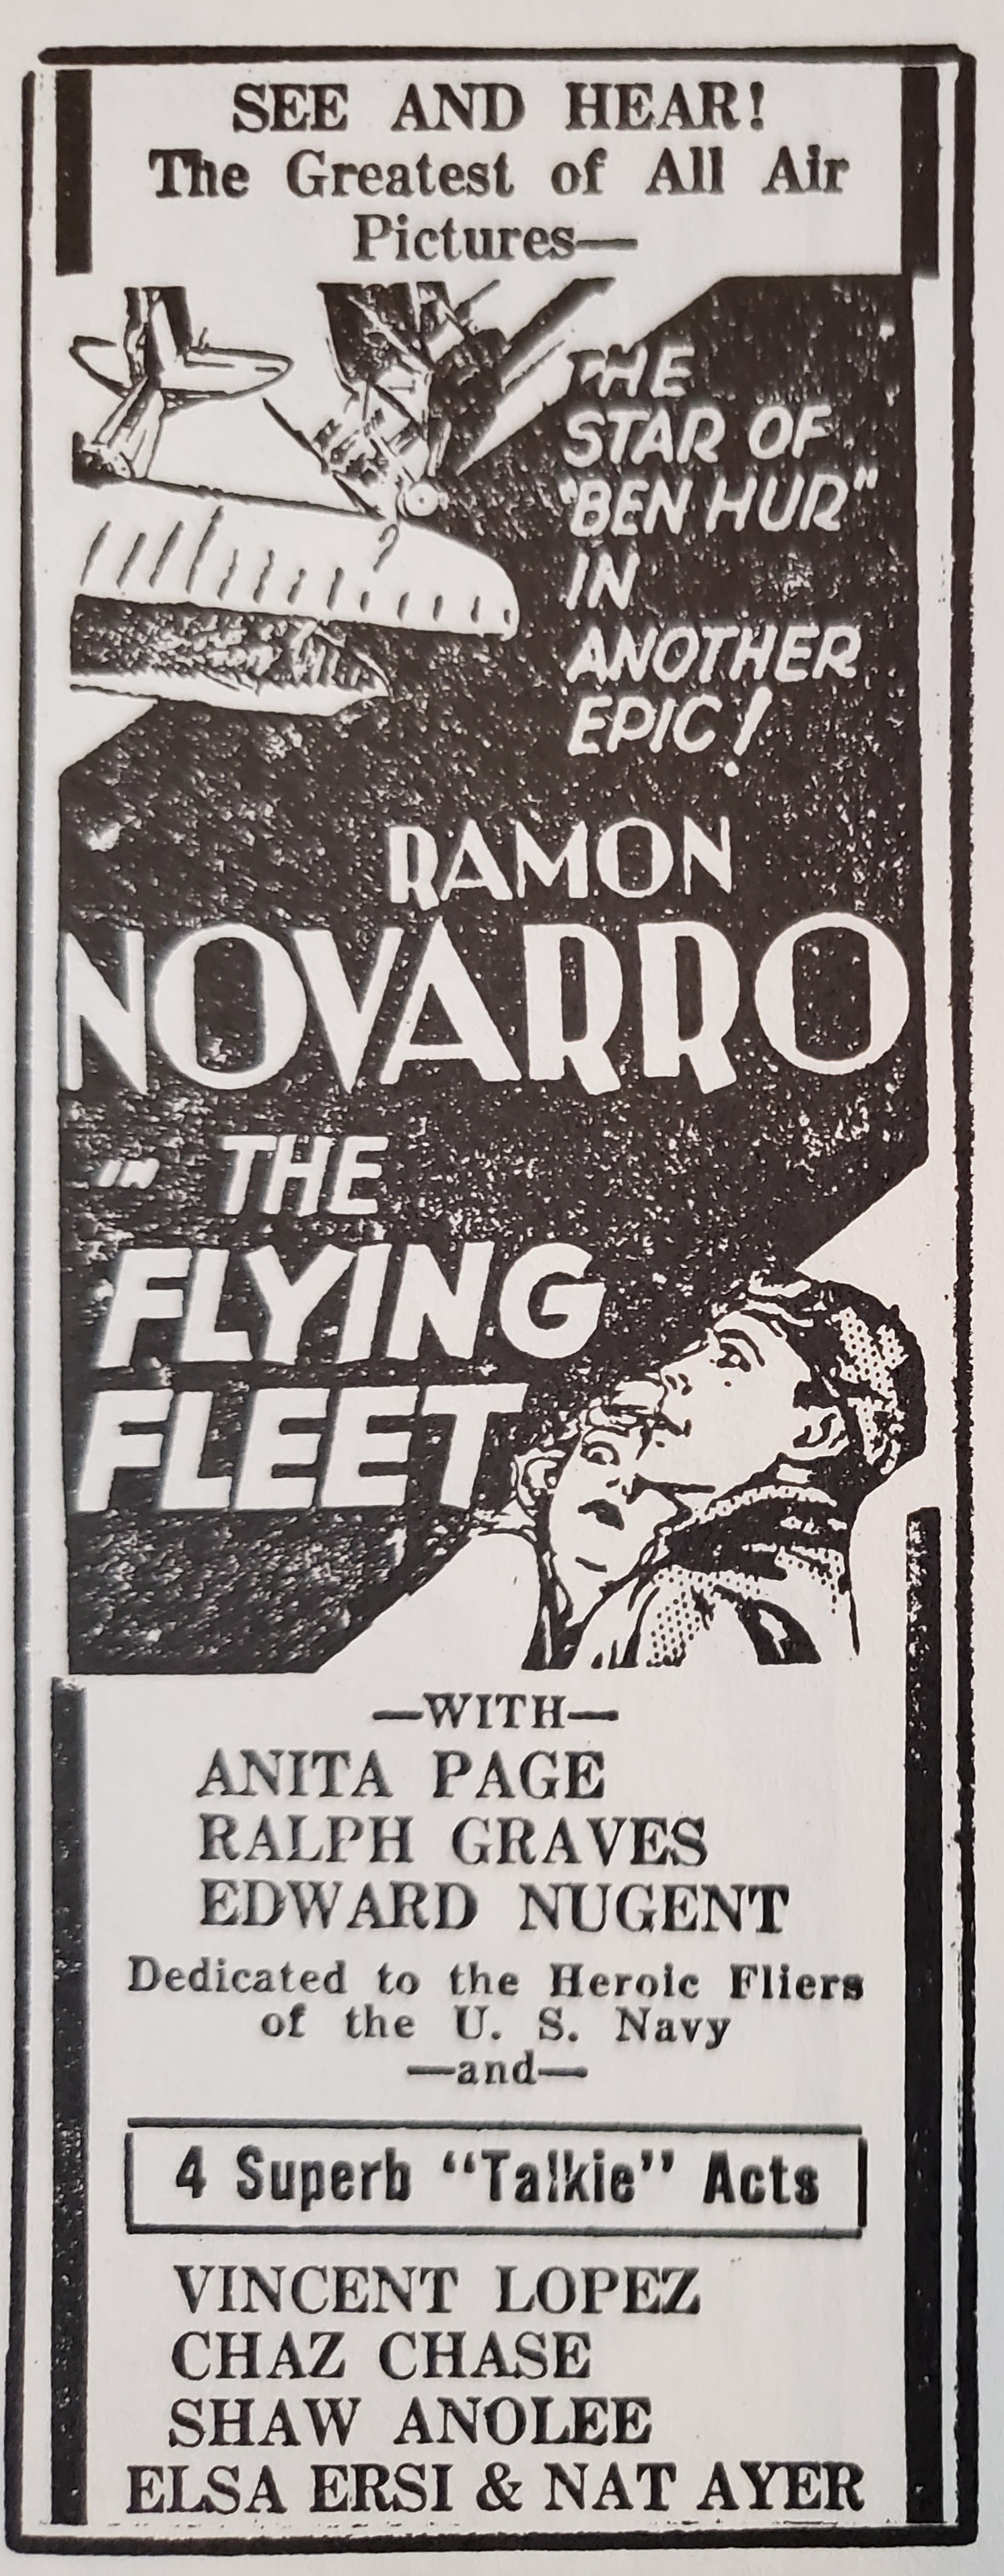 SEE AND HEAR!
The Greatest of All Air
Pictures—
THE
STAR OF
"BEN HUR"
IN
ANOTHER
EPIC!
RAMON
NOVARRO
IN THE
FLYING
FLEET
—WITH—
ANITA PAGE
RALPH GRAVES
EDWARD NUGENT
Dedicated to the Heroic Fliers
of the U. S. Navy
—and—
4 Superb “Talkie” Acts
VINCENT LOPEZ
CHAZ CHASE
SHAW ANOLEE
ELSA ERSI & NAT AYER